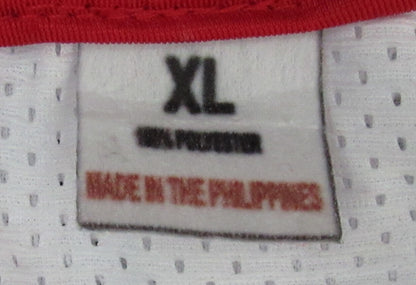 XL
100% POLYESTER
MADE IN THE PHILIPPINES